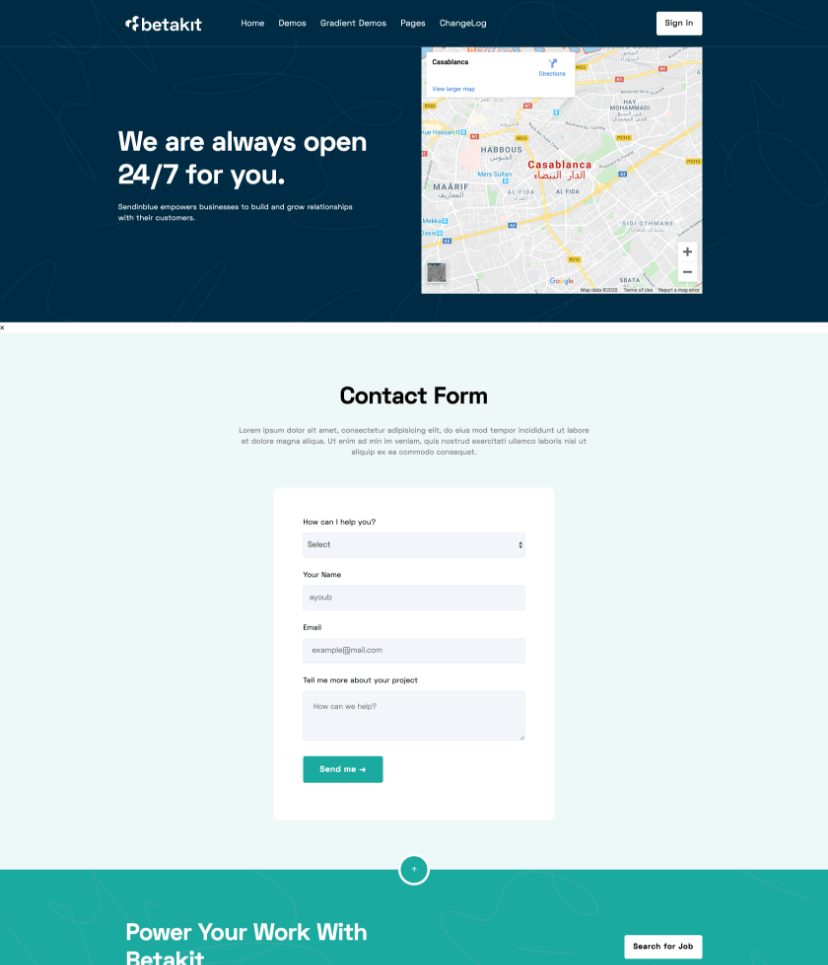 betakit
Home Demos Gradient Demos Pages ChangeLog
Sign in
Casablanca
Directions
View larger map
HAY
MOHAMMADI
HABBOUS
الحبوس
Casablanca
الدار البيضاء
Mers Sultan
MAÂRIF
المعاريف
AL FIDA
AL FIDA
SIDI OTHMANE
SBATA
Google
Map data ©2020 Terms of Use Report a map error
We are always open
24/7 for you.
Sendinblue empowers businesses to build and grow relationships
with their customers.
x
Contact Form
Lorem ipsum dolor sit amet, consectetur adipisicing elit, do eius mod tempor incididunt ut labore
et dolore magna aliqua. Ut enim ad min im veniam, quis nostrud exercitati ullamco laboris nisi ut
aliquip ex ea commodo consequat.
How can I help you?
Select
Your Name
ayoub
Email
example@mail.com
Tell me more about your project
How can we help?
Send me →
↑
Power Your Work With
Betakit
Search for Job